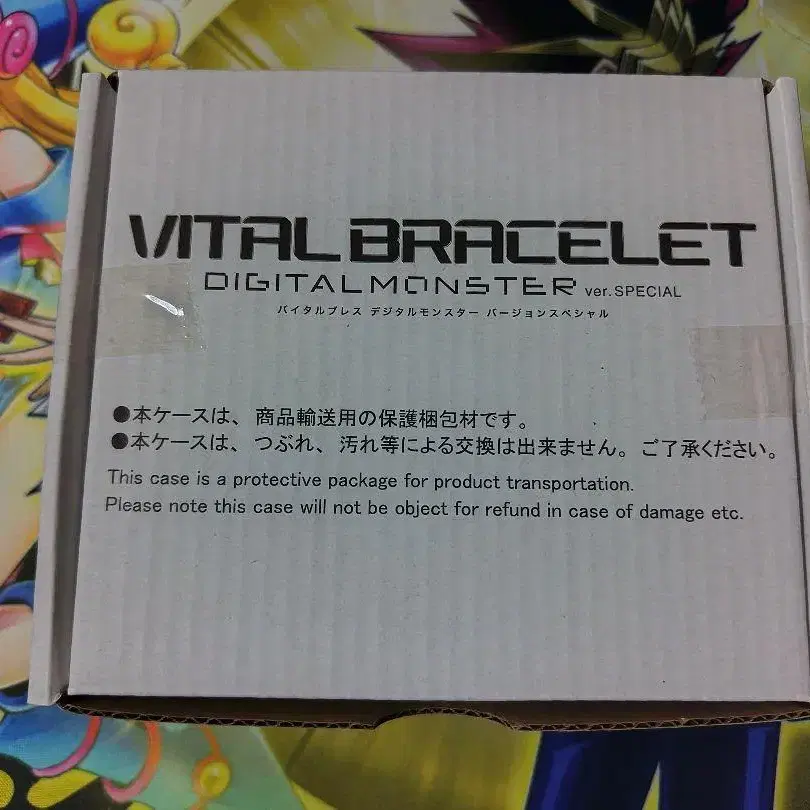 VITAL BRACELET
DIGITALMONSTER ver.SPECIAL
バイタルブレス デジタルモンスター バージョンスペシャル
●本ケースは、商品輸送用の保護梱包材です。
●本ケースは、つぶれ、汚れ等による交換は出来ません。ご了承ください。
This case is a protective package for product transportation.
Please note this case will not be object for refund in case of damage etc.